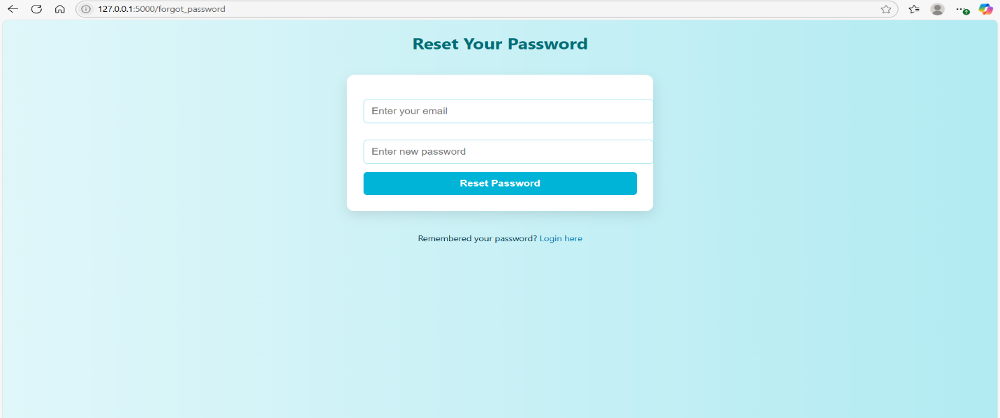 127.0.0.1:5000/forgot_password
Reset Your Password
Enter your email
Enter new password
Reset Password
Remembered your password? Login here